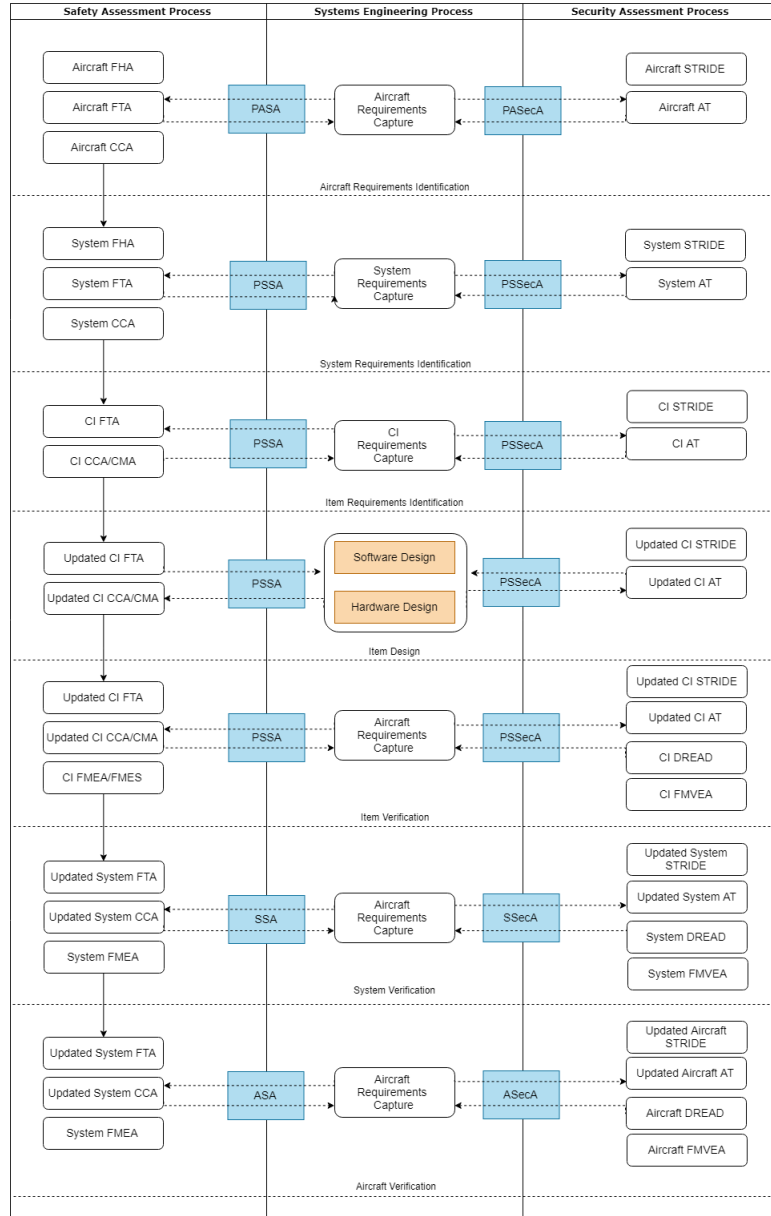 Safety Assessment Process
Systems Engineering Process
Security Assessment Process
Aircraft FHA
Aircraft FTA
Aircraft CCA
PASA
Aircraft
Requirements
Capture
PASecA
Aircraft STRIDE
Aircraft AT
Aircraft Requirements Identification
System FHA
System FTA
System CCA
PSSA
System
Requirements
Capture
PSSecA
System STRIDE
System AT
System Requirements Identification
CI FTA
CI CCA/CMA
PSSA
CI
Requirements
Capture
PSSecA
CI STRIDE
CI AT
Item Requirements Identification
Updated CI FTA
Updated CI CCA/CMA
PSSA
Software Design
Hardware Design
PSSecA
Updated CI STRIDE
Updated CI AT
Item Design
Updated CI FTA
Updated CI CCA/CMA
CI FMEA/FMES
PSSA
Aircraft
Requirements
Capture
PSSecA
Updated CI STRIDE
Updated CI AT
CI DREAD
CI FMVEA
Item Verification
Updated System FTA
Updated System CCA
System FMEA
SSA
Aircraft
Requirements
Capture
SSecA
Updated System
STRIDE
Updated System AT
System DREAD
System FMVEA
System Verification
Updated System FTA
Updated System CCA
System FMEA
ASA
Aircraft
Requirements
Capture
ASecA
Updated Aircraft
STRIDE
Updated Aircraft AT
Aircraft DREAD
Aircraft FMVEA
Aircraft Verification